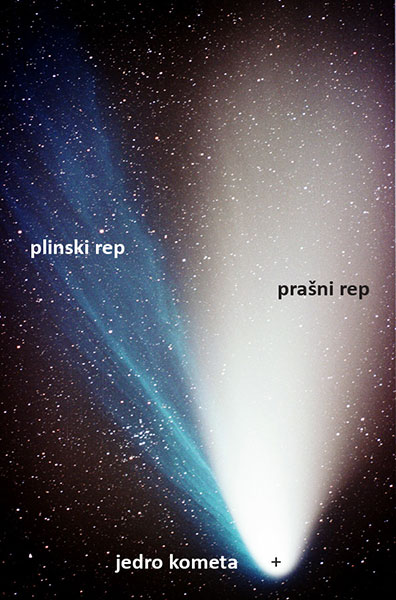 plinski rep
prašni rep
jedro kometa +